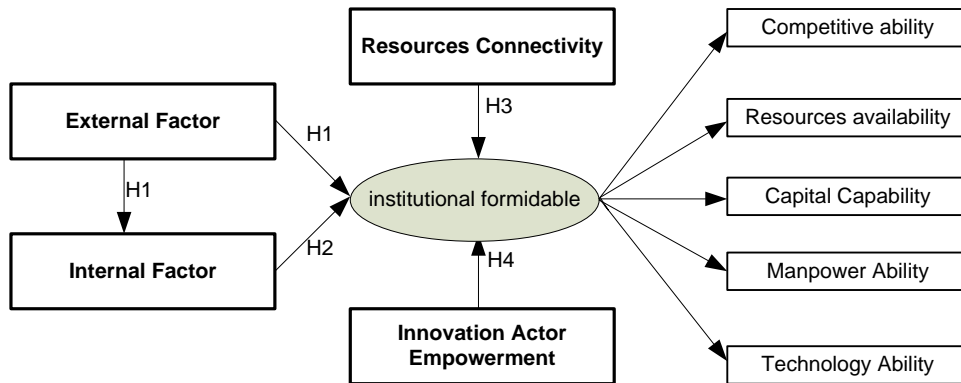 Resources Connectivity
Competitive ability
External Factor
H1
H3
Resources availability
H1
institutional formidable
Capital Capability
Internal Factor
H2
H4
Manpower Ability
Innovation Actor
Empowerment
Technology Ability